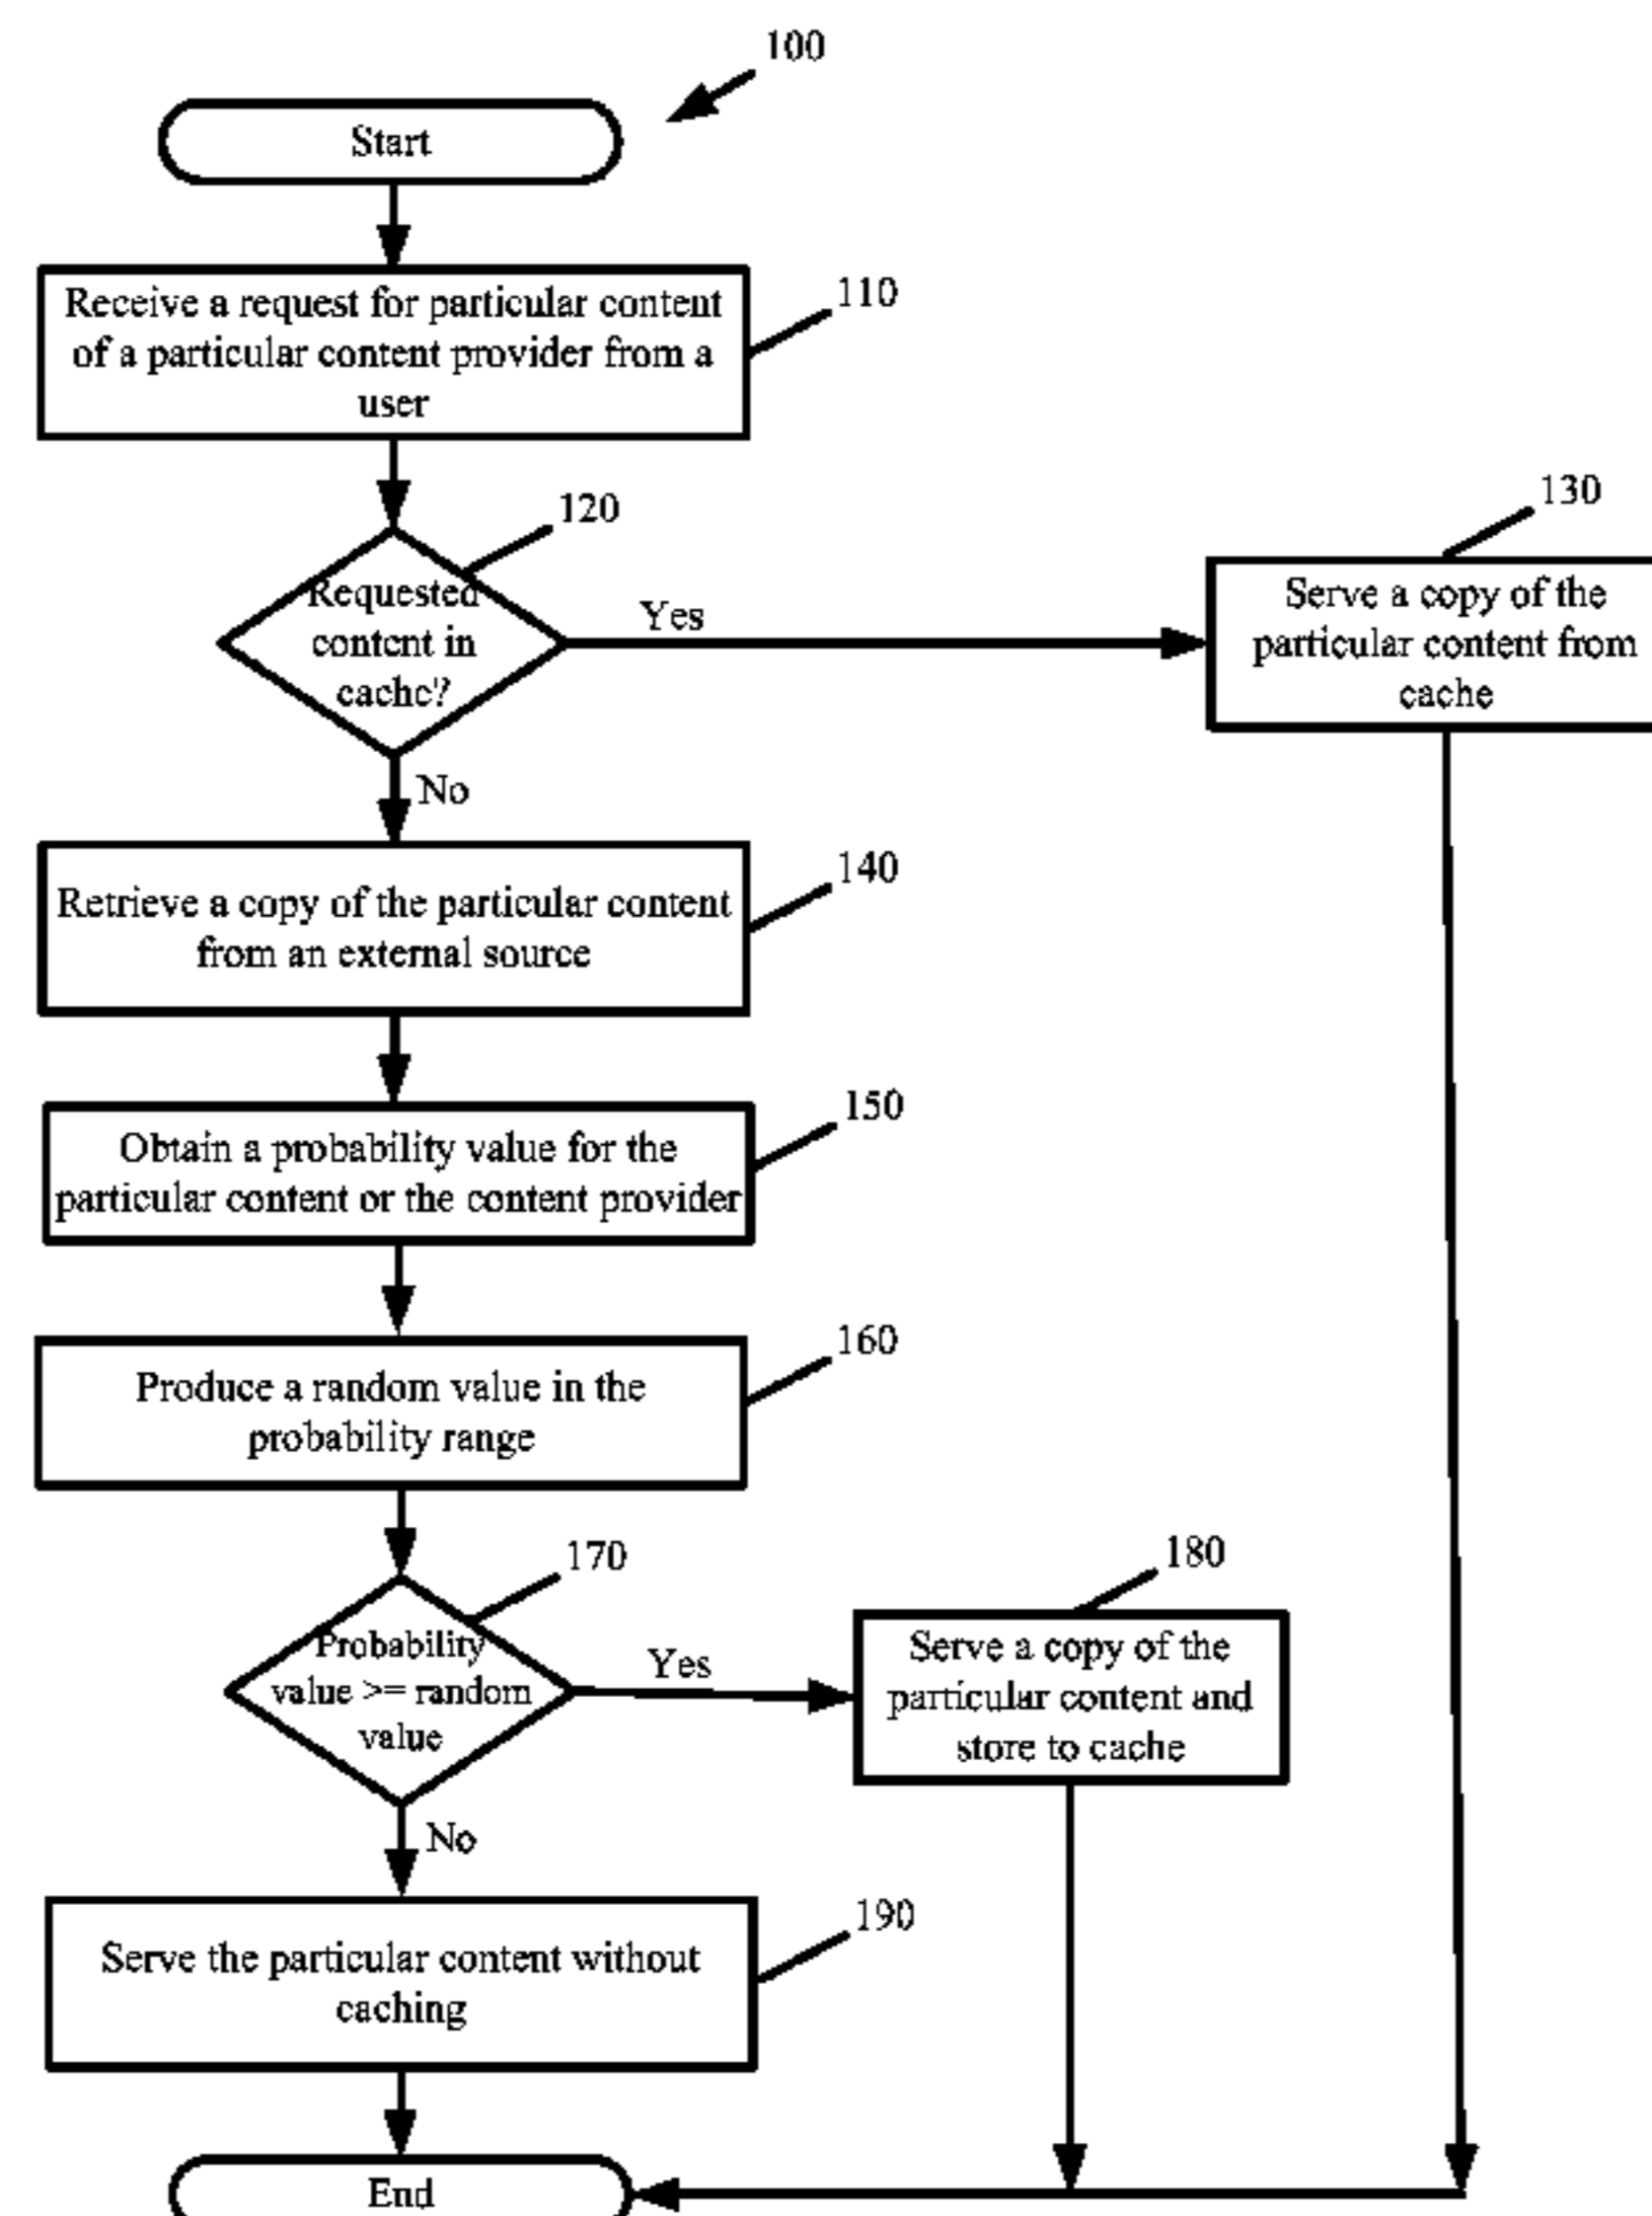 100
Start
Receive a request for particular content
of a particular content provider from a
user
110
120
Requested
content in
cache?
Yes
130
Serve a copy of the
particular content from
cache
No
140
Retrieve a copy of the particular content
from an external source
150
Obtain a probability value for the
particular content or the content provider
160
Produce a random value in the
probability range
170
Probability
value >= random
value
Yes
180
Serve a copy of the
particular content and
store to cache
No
190
Serve the particular content without
caching
End